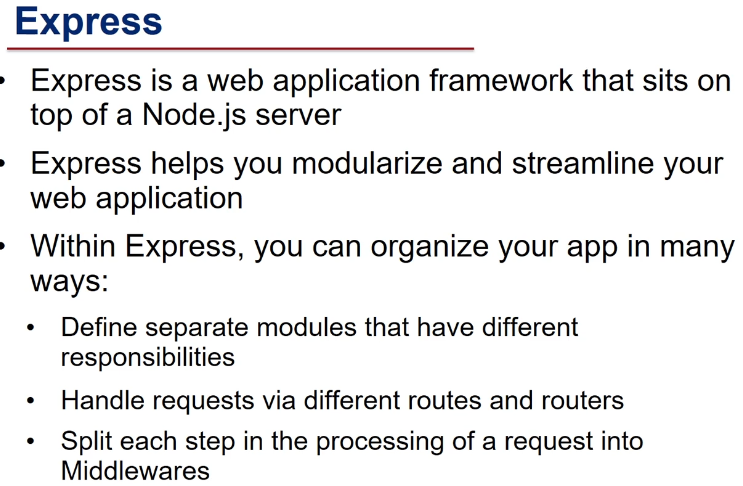 Express
• Express is a web application framework that sits on
top of a Node.js server
• Express helps you modularize and streamline your
web application
• Within Express, you can organize your app in many
ways:
• Define separate modules that have different
responsibilities
• Handle requests via different routes and routers
• Split each step in the processing of a request into
Middlewares